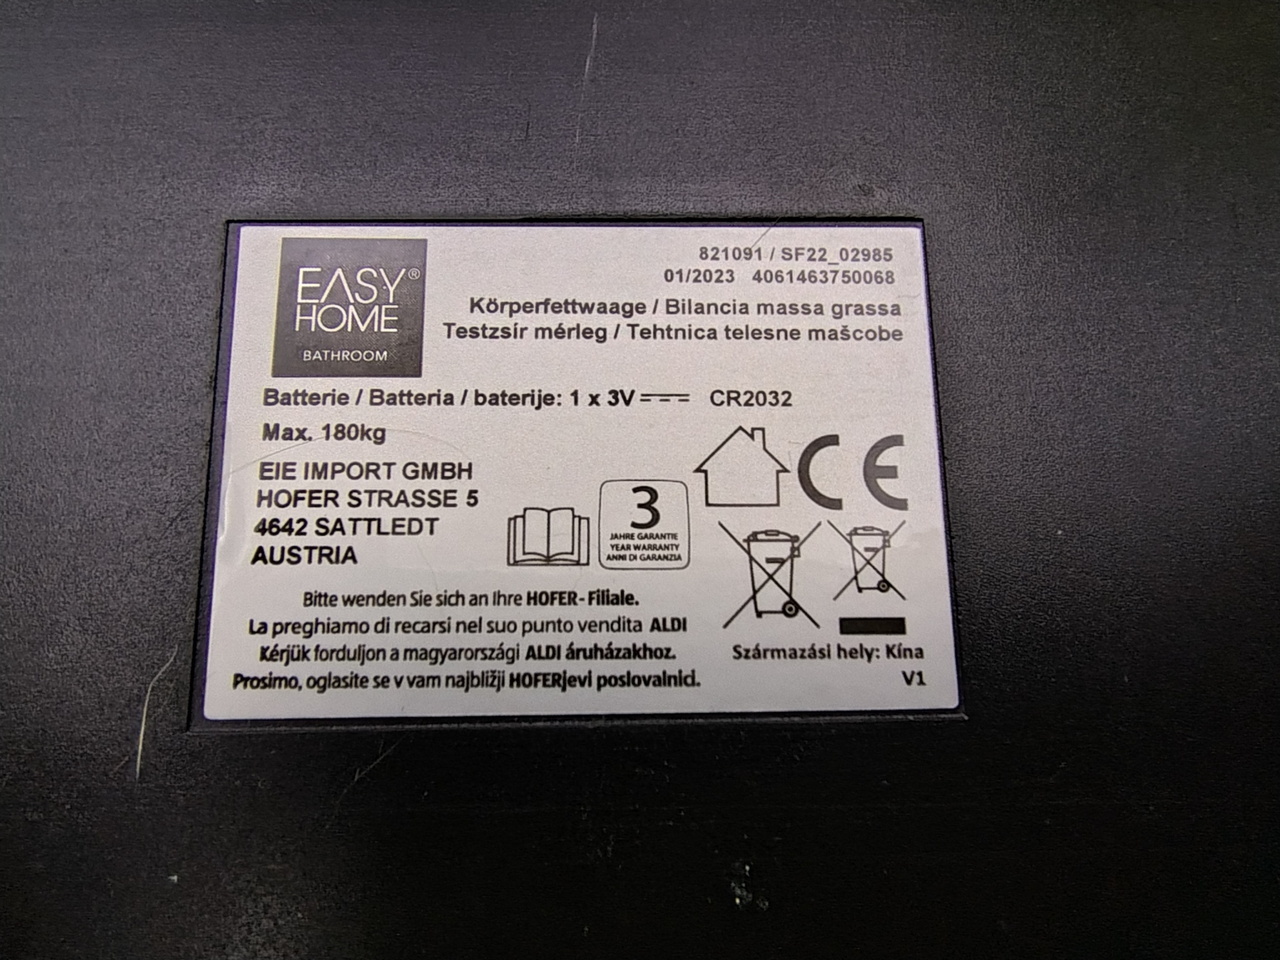 EASY®
HOME
BATHROOM
821091 / SF22_02985
01/2023 4061463750068
Körperfettwaage / Bilancia massa grassa
Testzsír mérleg / Tehtnica telesne mašcobe
Batterie / Batteria / baterije: 1 x 3V CR2032
Max. 180kg
EIE IMPORT GMBH
HOFER STRASSE 5
4642 SATTLEDT
AUSTRIA
3
JAHRE GARANTIE
YEAR WARRANTY
ANNI DI GARANZIA
CE
Bitte wenden Sie sich an Ihre HOFER-Filiale.
La preghiamo di recarsi nel suo punto vendita ALDI
Kérjük forduljon a magyarországi ALDI áruházakhoz.
Prosimo, oglasite se v vam najbližji HOFERjevi poslovalnici.
Származási hely: Kína
V1